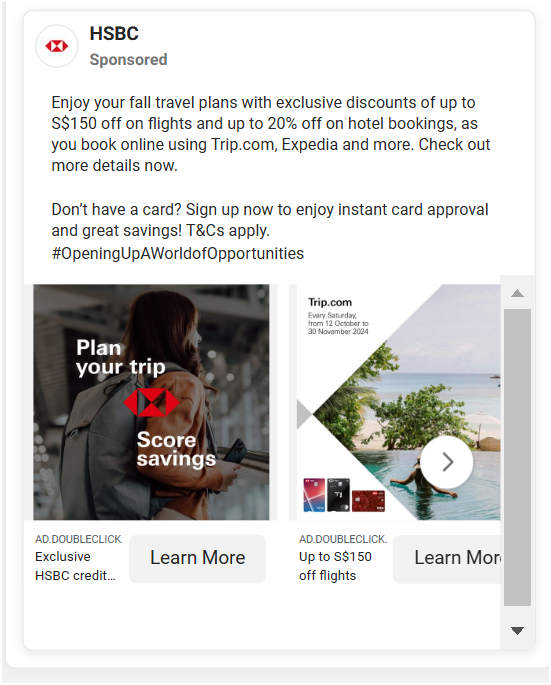 HSBC
Sponsored
Enjoy your fall travel plans with exclusive discounts of up to
S$150 off on flights and up to 20% off on hotel bookings, as
you book online using Trip.com, Expedia and more. Check out
more details now.
Don’t have a card? Sign up now to enjoy instant card approval
and great savings! T&Cs apply.
#OpeningUpAWorldofOpportunities
Plan
your trip
Score
savings
Trip.com
Every Saturday,
from 12 October to
30 November 2024
AD.DOUBLECLICK
Exclusive
HSBC credit...
Learn More
AD.DOUBLECLICK.
Up to S$150
off flights
Learn More